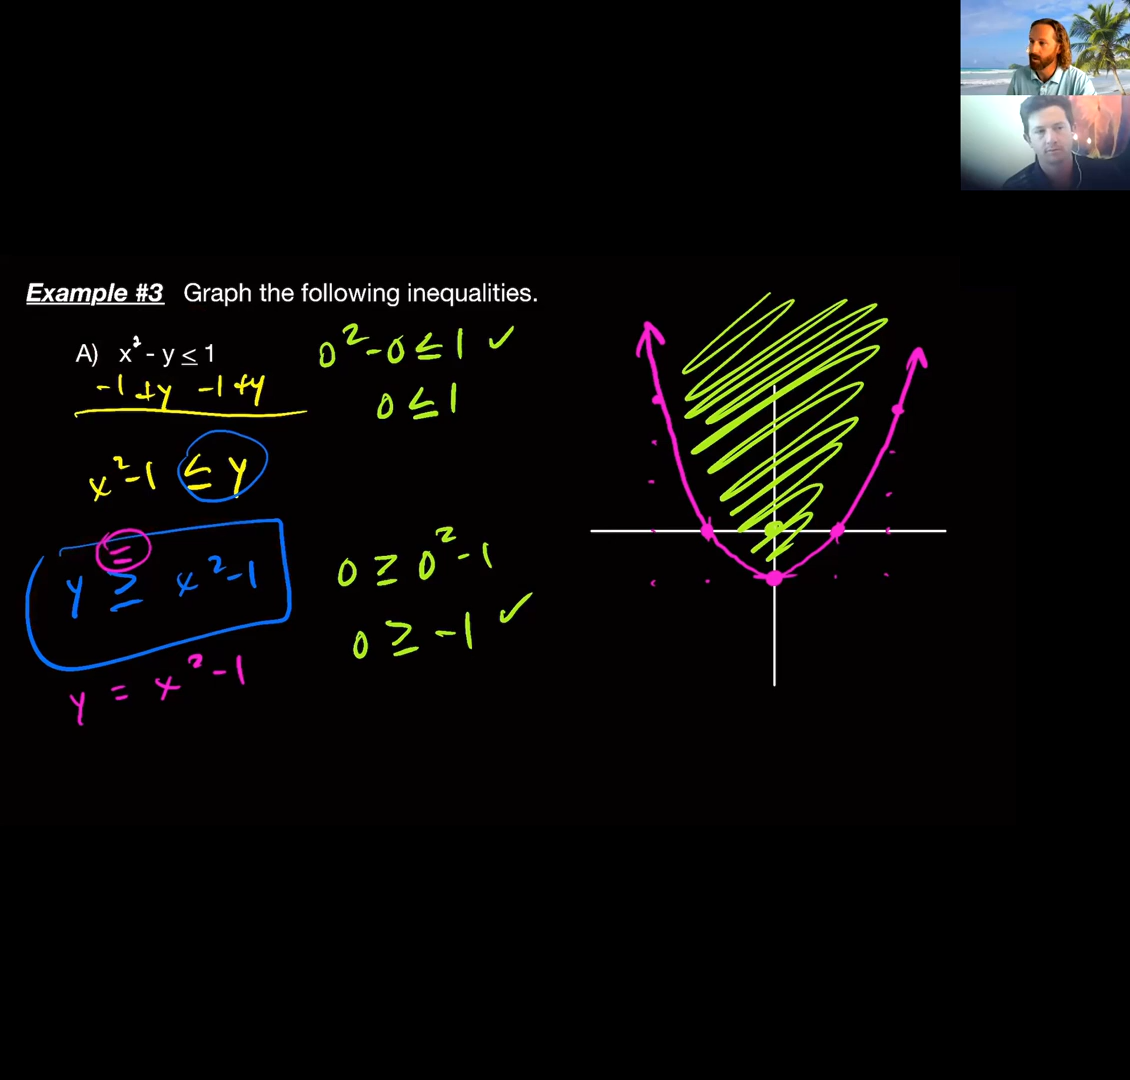 Example #3 Graph the following inequalities.
A) x² - y ≤ 1
-1 +y -1 +y
x² - 1 ≤ y
=
y ≥ x² - 1
y = x² - 1
0² - 0 ≤ 1 ✓
0 ≤ 1
0 ≥ 0² - 1
0 ≥ -1 ✓